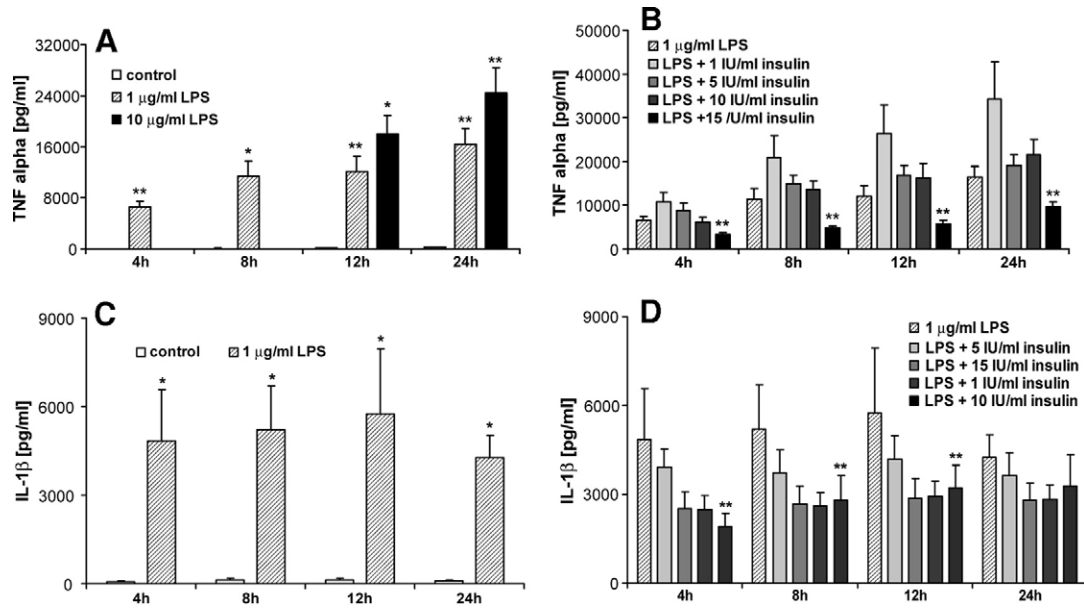 A
TNF alpha [pg/ml]
32000
24000
16000
8000
0
control
1 μg/ml LPS
10 μg/ml LPS
**
*
**
*
**
**
4h
8h
12h
24h
B
TNF alpha [pg/ml]
50000
40000
30000
20000
10000
0
1 μg/ml LPS
LPS + 1 IU/ml insulin
LPS + 5 IU/ml insulin
LPS + 10 IU/ml insulin
LPS +15 /U/ml insulin
**
**
**
**
4h
8h
12h
24h
C
IL-1β [pg/ml]
9000
6000
3000
0
control
1 μg/ml LPS
*
*
*
*
4h
8h
12h
24h
D
IL-1β [pg/ml]
9000
6000
3000
0
1 μg/ml LPS
LPS + 5 IU/ml insulin
LPS + 15 IU/ml insulin
LPS + 1 IU/ml insulin
LPS + 10 IU/ml insulin
**
**
**
4h
8h
12h
24h